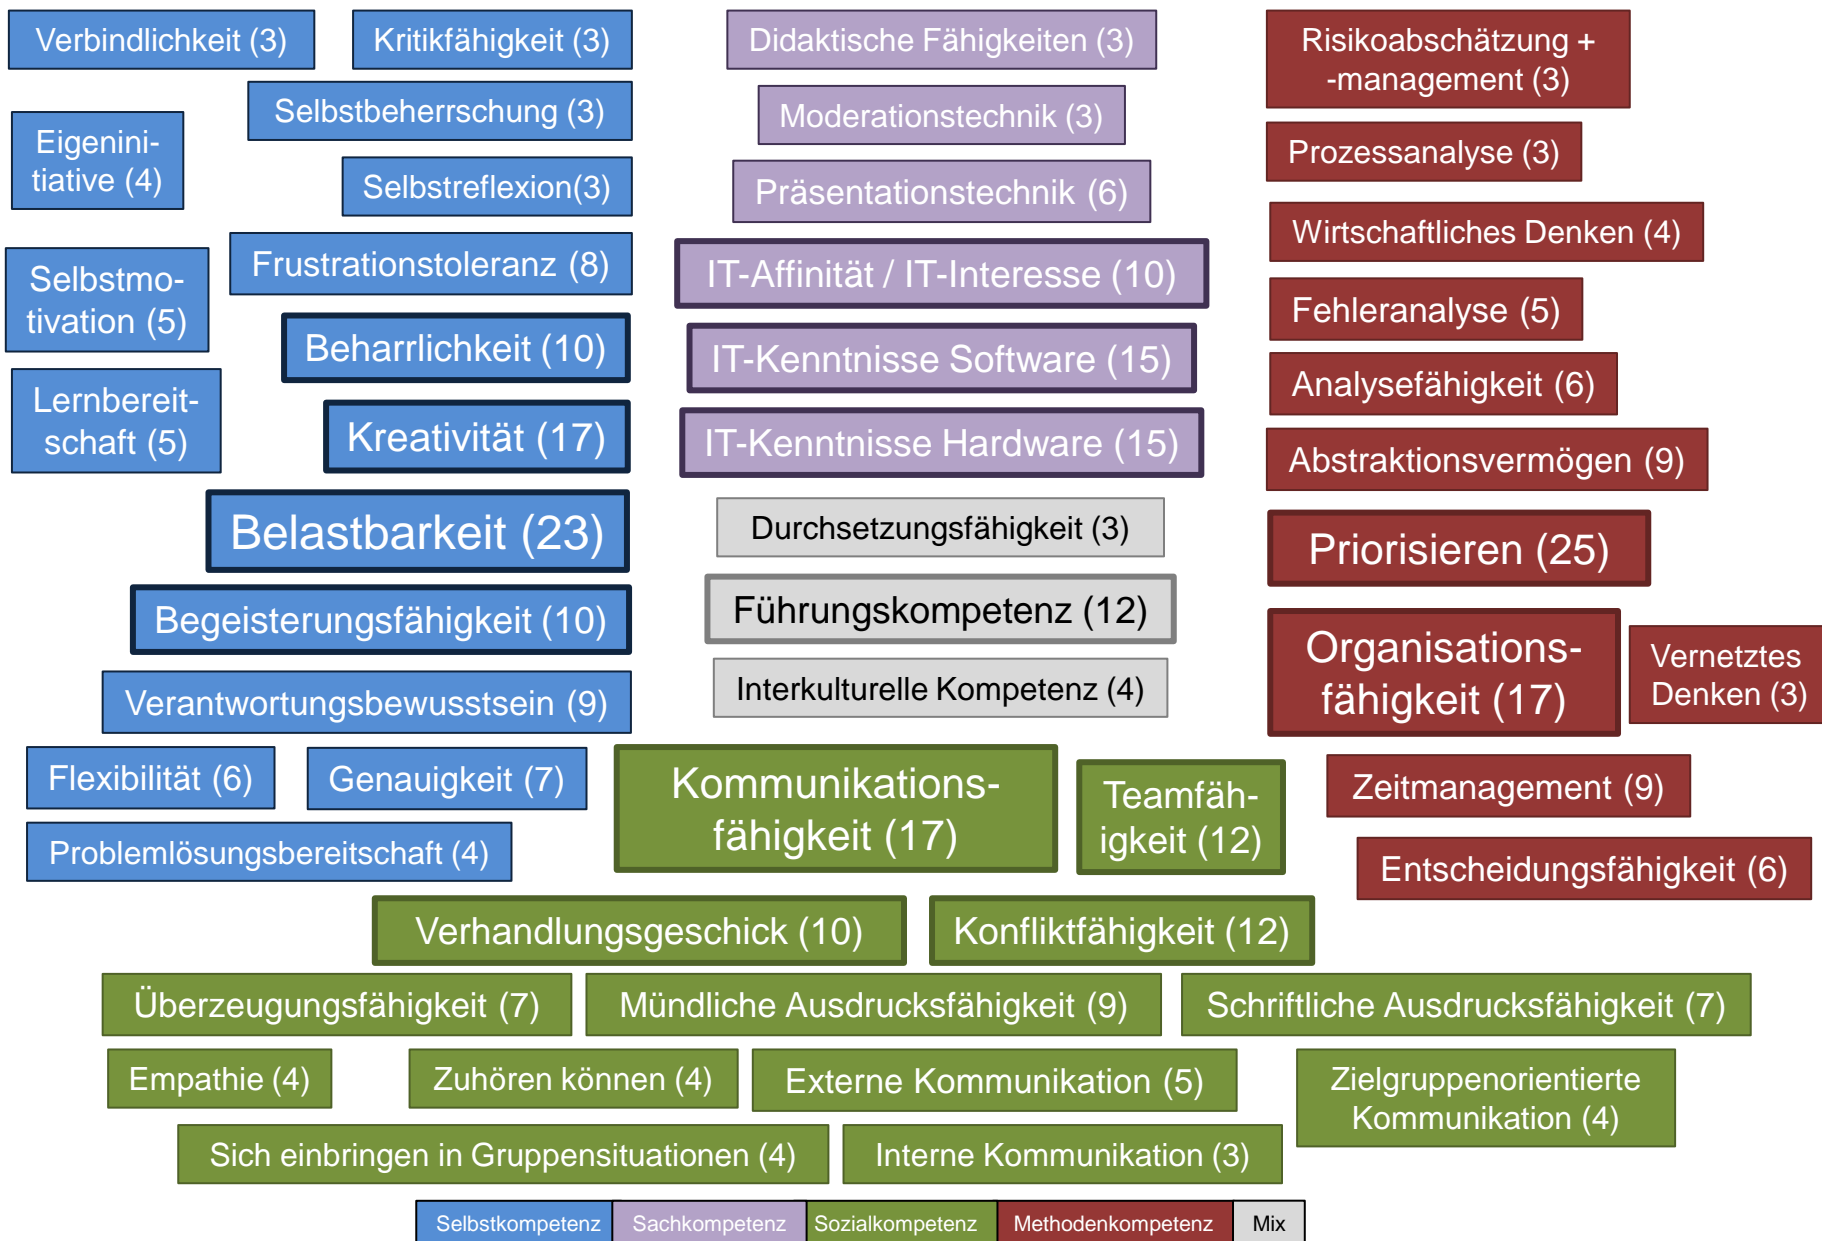 Verbindlichkeit (3)
Kritikfähigkeit (3)
Selbstbeherrschung (3)
Eigenini-
tiative (4)
Selbstreflexion(3)
Selbstmo-
tivation (5)
Frustrationstoleranz (8)
Beharrlichkeit (10)
Lernbereit-
schaft (5)
Kreativität (17)
Belastbarkeit (23)
Begeisterungsfähigkeit (10)
Verantwortungsbewusstsein (9)
Flexibilität (6)
Genauigkeit (7)
Problemlösungsbereitschaft (4)
Didaktische Fähigkeiten (3)
Moderationstechnik (3)
Präsentationstechnik (6)
IT-Affinität / IT-Interesse (10)
IT-Kenntnisse Software (15)
IT-Kenntnisse Hardware (15)
Durchsetzungsfähigkeit (3)
Führungskompetenz (12)
Interkulturelle Kompetenz (4)
Risikoabschätzung +
-management (3)
Prozessanalyse (3)
Wirtschaftliches Denken (4)
Fehleranalyse (5)
Analysefähigkeit (6)
Abstraktionsvermögen (9)
Priorisieren (25)
Organisations-
fähigkeit (17)
Vernetztes
Denken (3)
Zeitmanagement (9)
Entscheidungsfähigkeit (6)
Kommunikations-
fähigkeit (17)
Teamfäh-
igkeit (12)
Verhandlungsgeschick (10)
Konfliktfähigkeit (12)
Überzeugungsfähigkeit (7)
Mündliche Ausdrucksfähigkeit (9)
Schriftliche Ausdrucksfähigkeit (7)
Empathie (4)
Zuhören können (4)
Externe Kommunikation (5)
Zielgruppenorientierte
Kommunikation (4)
Sich einbringen in Gruppensituationen (4)
Interne Kommunikation (3)
Selbstkompetenz
Sachkompetenz
Sozialkompetenz
Methodenkompetenz
Mix